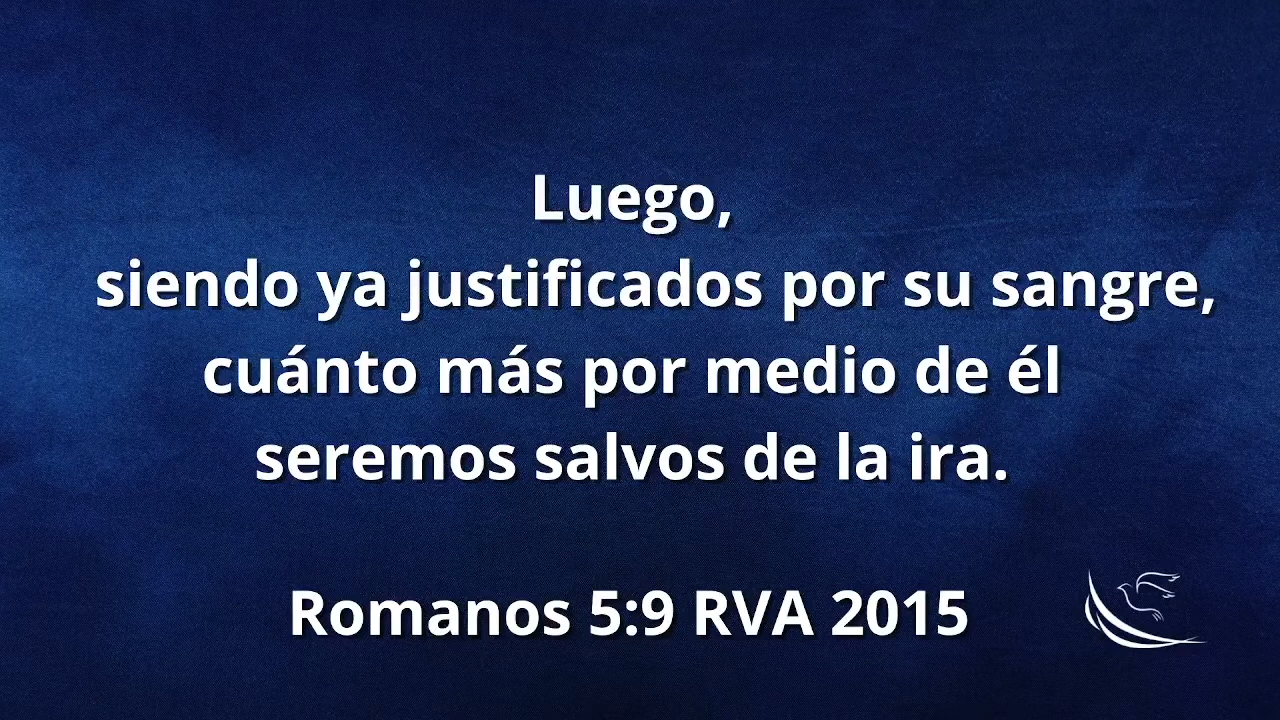 Luego,
siendo ya justificados por su sangre,
cuánto más por medio de él
seremos salvos de la ira.
Romanos 5:9 RVA 2015